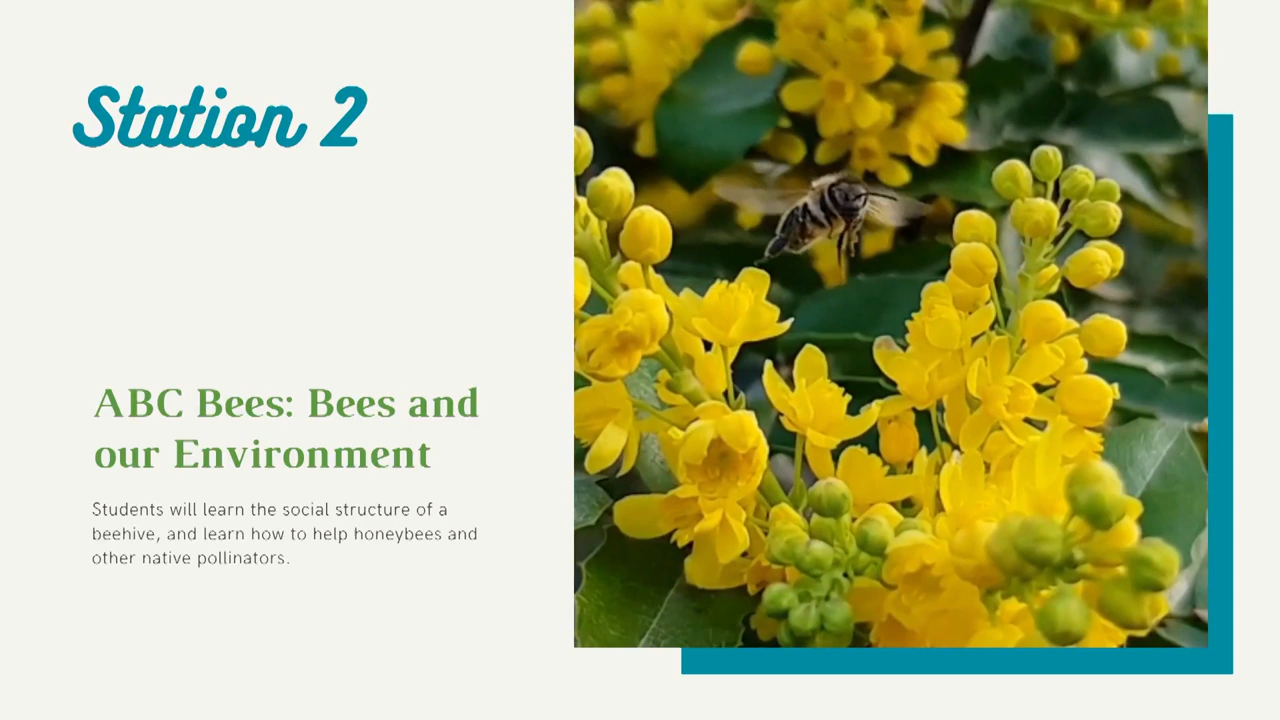 Station 2
ABC Bees: Bees and
our Environment
Students will learn the social structure of a
beehive, and learn how to help honeybees and
other native pollinators.